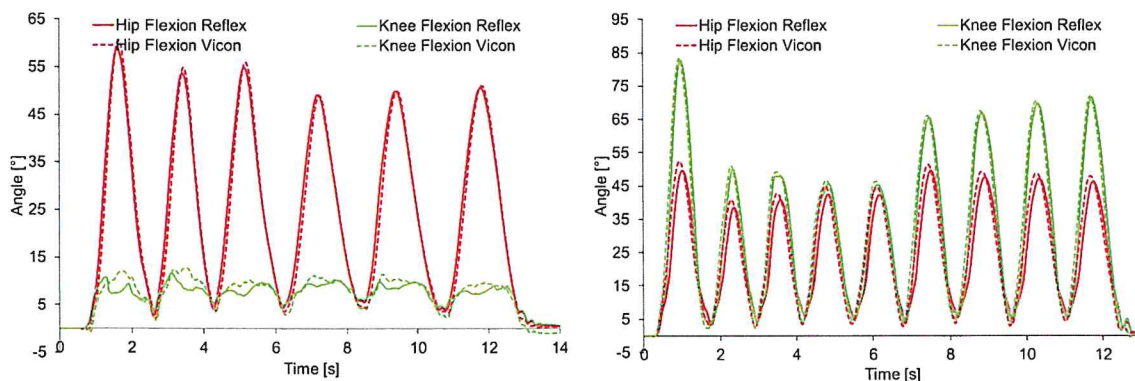 65
Hip Flexion Reflex
Knee Flexion Reflex
Hip Flexion Vicon
Knee Flexion Vicon
55
45
35
25
15
5
-5
Angle [°]
0
2
4
6
8
10
12
14
Time [s]
95
Hip Flexion Reflex
Knee Flexion Reflex
Hip Flexion Vicon
Knee Flexion Vicon
85
75
65
55
45
35
25
15
5
-5
Angle [°]
0
2
4
6
8
10
12
Time [s]